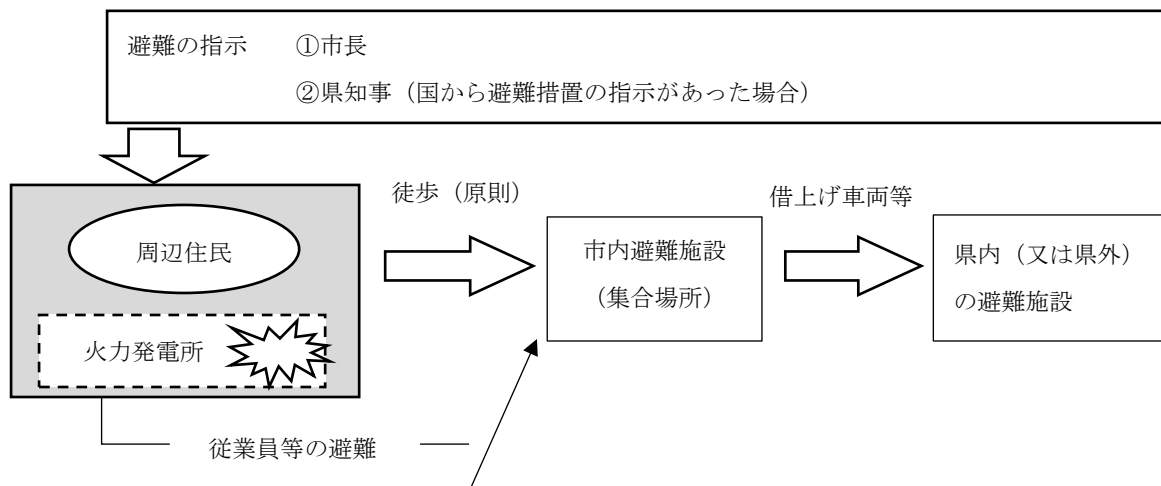 避難の指示　①市長
②県知事（国から避難措置の指示があった場合）
徒歩（原則）
借上げ車両等
周辺住民
市内避難施設
（集合場所）
県内（又は県外）
の避難施設
火力発電所
従業員等の避難